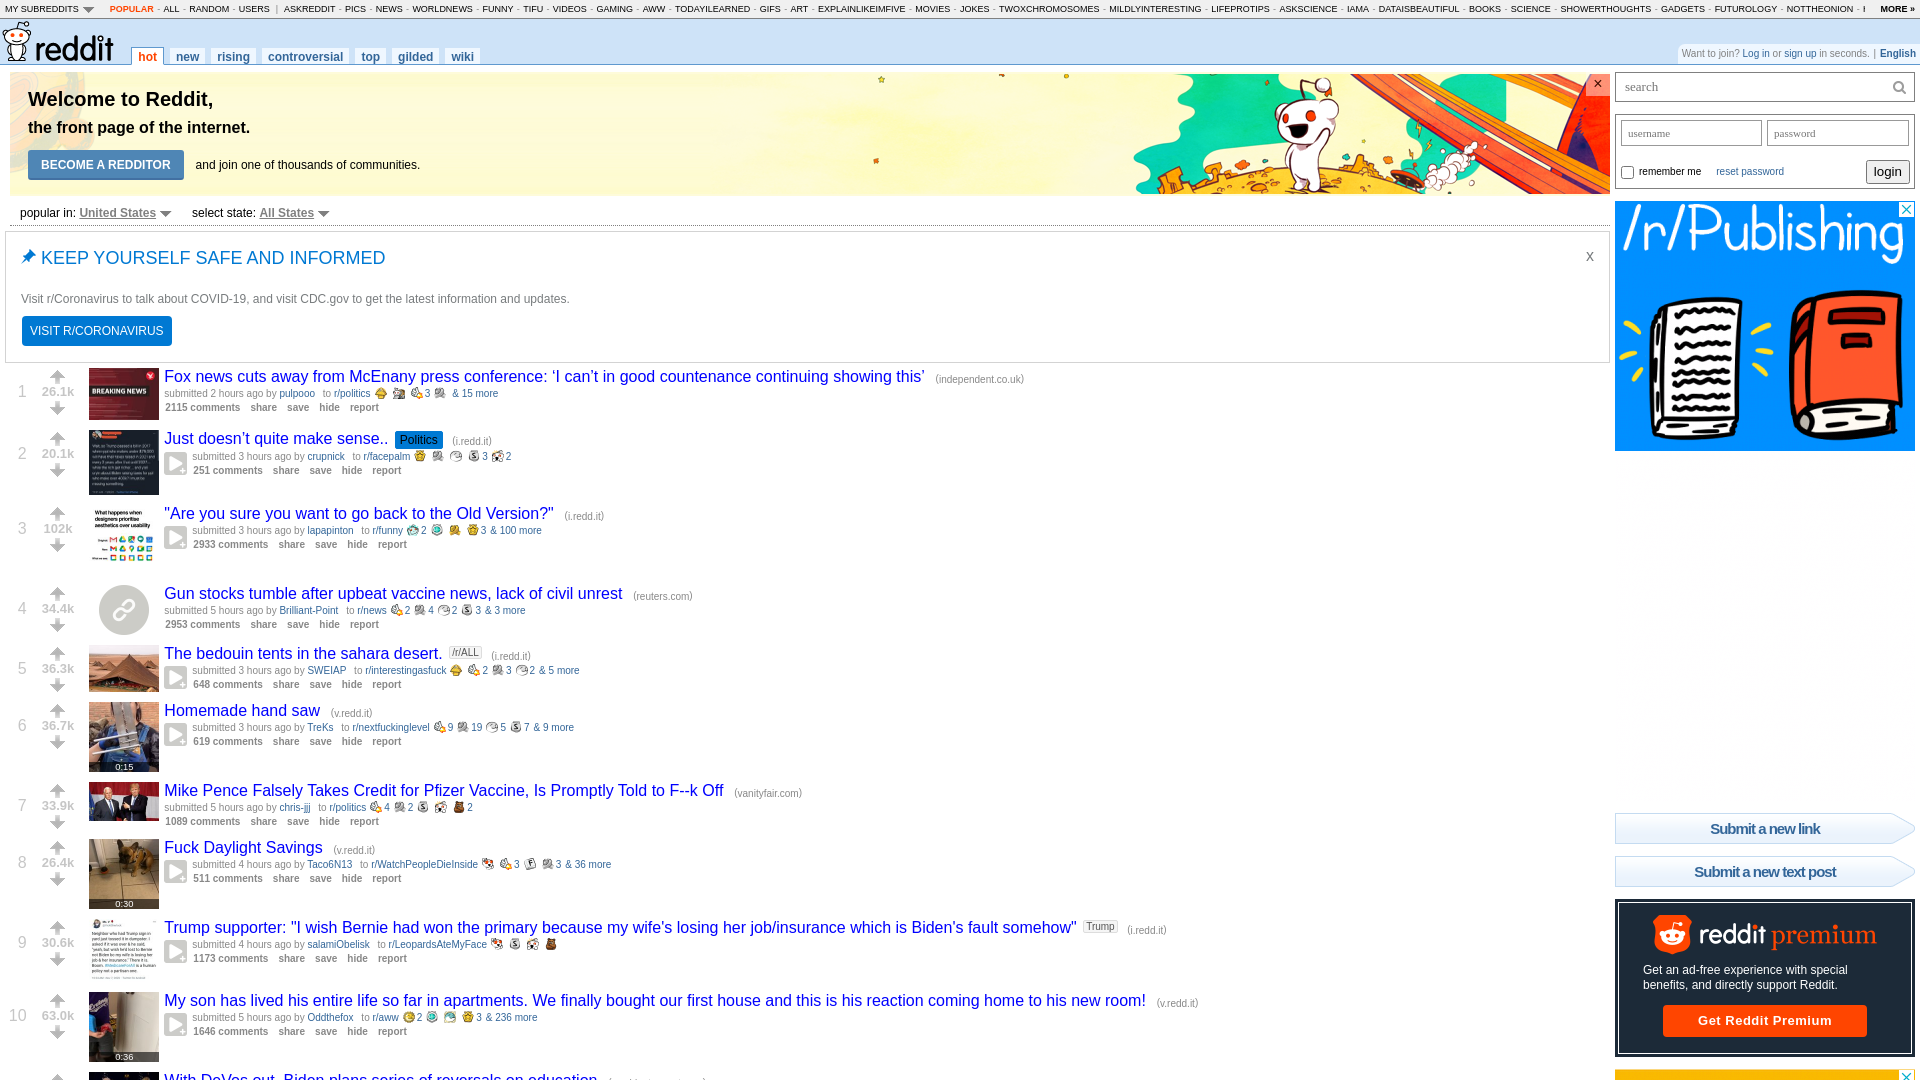 MY SUBREDDITS POPULAR - ALL - RANDOM - USERS | ASKREDDIT - PICS - NEWS - WORLDNEWS - FUNNY - TIFU - VIDEOS - GAMING - AWW - TODAYILEARNED - GIFS - ART - EXPLAINLIKEIMFIVE - MOVIES - JOKES - TWOXCHROMOSOMES - MILDLYINTERESTING - LIFEPROTIPS - ASKSCIENCE - IAMA - DATAISBEAUTIFUL - BOOKS - SCIENCE - SHOWERTHOUGHTS - GADGETS - FUTUROLOGY - NOTTHEONION - MORE »
reddit hot new rising controversial top gilded wiki
Want to join? Log in or sign up in seconds. | English
Welcome to Reddit,
the front page of the internet.
BECOME A REDDITOR and join one of thousands of communities.
×
search
username password
remember me reset password login
popular in: United States select state: All States
KEEP YOURSELF SAFE AND INFORMED
x
Visit r/Coronavirus to talk about COVID-19, and visit CDC.gov to get the latest information and updates.
VISIT R/CORONAVIRUS
/r/Publishing
1 26.1k
BREAKING NEWS
Fox news cuts away from McEnany press conference: ‘I can’t in good countenance continuing showing this’ (independent.co.uk)
submitted 2 hours ago by pulpooo to r/politics 3 & 15 more
2115 comments share save hide report
2 20.1k
Just doesn’t quite make sense.. Politics (i.redd.it)
submitted 3 hours ago by crupnick to r/facepalm 3 2
251 comments share save hide report
3 102k
What happens when
designers prioritise
aesthetics over usability
"Are you sure you want to go back to the Old Version?" (i.redd.it)
submitted 3 hours ago by lapapinton to r/funny 2 3 & 100 more
2933 comments share save hide report
4 34.4k
Gun stocks tumble after upbeat vaccine news, lack of civil unrest (reuters.com)
submitted 5 hours ago by Brilliant-Point to r/news 2 4 2 3 & 3 more
2953 comments share save hide report
5 36.3k
The bedouin tents in the sahara desert. /r/ALL (i.redd.it)
submitted 3 hours ago by SWEIAP to r/interestingasfuck 2 3 2 & 5 more
648 comments share save hide report
6 36.7k
0:15
Homemade hand saw (v.redd.it)
submitted 3 hours ago by TreKs to r/nextfuckinglevel 9 19 5 7 & 9 more
619 comments share save hide report
7 33.9k
Mike Pence Falsely Takes Credit for Pfizer Vaccine, Is Promptly Told to F--k Off (vanityfair.com)
submitted 5 hours ago by chris-jjj to r/politics 4 2 2
1089 comments share save hide report
8 26.4k
0:30
Fuck Daylight Savings (v.redd.it)
submitted 4 hours ago by Taco6N13 to r/WatchPeopleDieInside 3 3 & 36 more
511 comments share save hide report
9 30.6k
Trump supporter: "I wish Bernie had won the primary because my wife's losing her job/insurance which is Biden's fault somehow" Trump (i.redd.it)
submitted 4 hours ago by salamiObelisk to r/LeopardsAteMyFace
1173 comments share save hide report
10 63.0k
0:36
My son has lived his entire life so far in apartments. We finally bought our first house and this is his reaction coming home to his new room! (v.redd.it)
submitted 5 hours ago by Oddthefox to r/aww 2 3 & 236 more
1646 comments share save hide report
With DeVos out, Biden plans series of reversals on education
Submit a new link
Submit a new text post
reddit premium
Get an ad-free experience with special
benefits, and directly support Reddit.
Get Reddit Premium